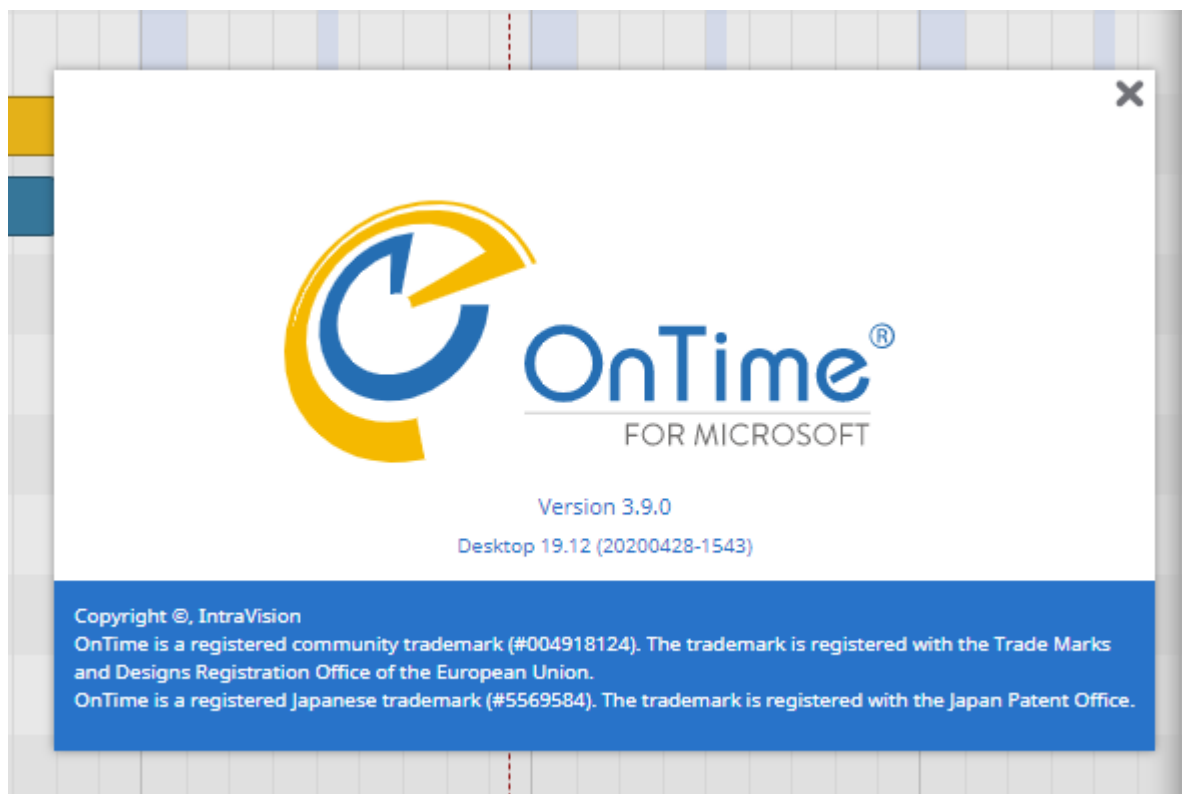 OnTime®
FOR MICROSOFT
Version 3.9.0
Desktop 19.12 (20200428-1543)
Copyright ©, IntraVision
OnTime is a registered community trademark (#004918124). The trademark is registered with the Trade Marks
and Designs Registration Office of the European Union.
OnTime is a registered Japanese trademark (#5569584). The trademark is registered with the Japan Patent Office.